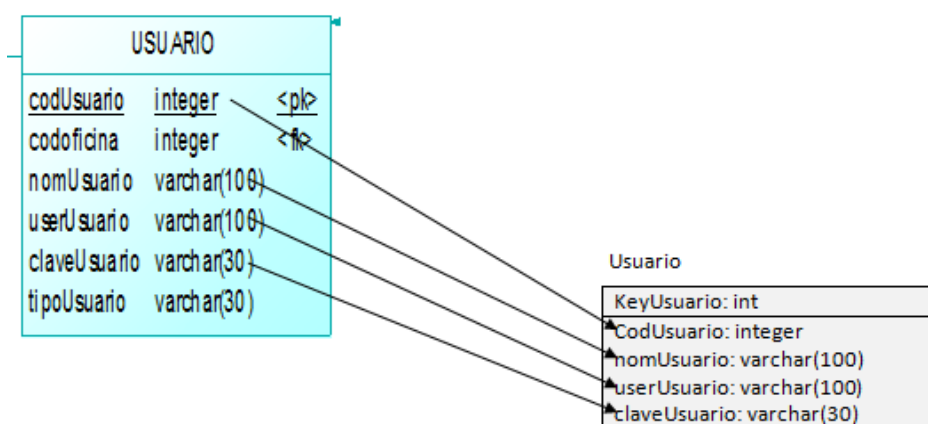 USUARIO
codUsuario integer <pk>
codoficina integer <fk>
nomUsuario varchar(100)
userUsuario varchar(100)
claveUsuario varchar(30)
tipoUsuario varchar(30)
Usuario
KeyUsuario: int
CodUsuario: integer
nomUsuario: varchar(100)
userUsuario: varchar(100)
claveUsuario: varchar(30)